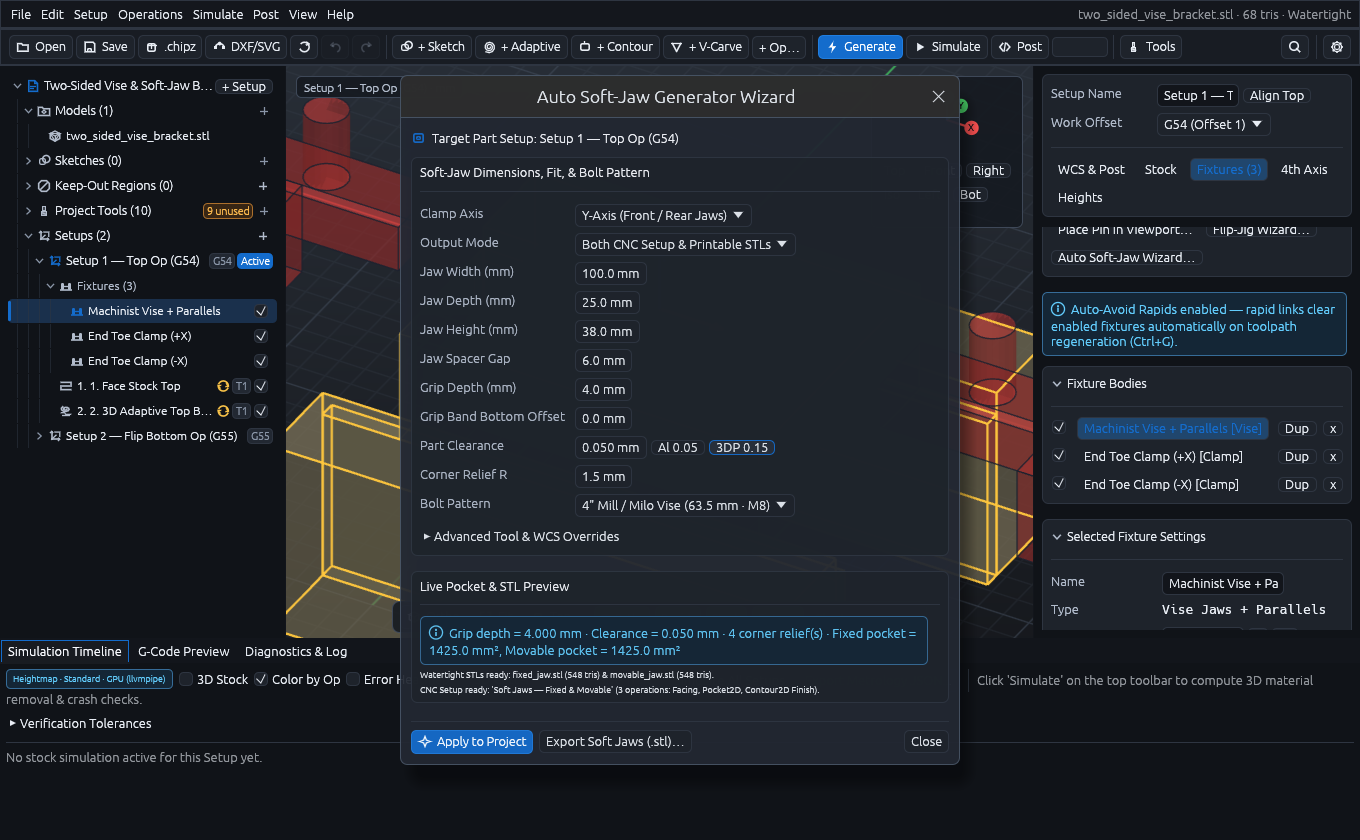 File Edit Setup Operations Simulate Post View Help
two_sided_vise_bracket.stl · 68 tris · Watertight
Open Save .chipz DXF/SVG + Sketch + Adaptive + Contour + V-Carve + Op… Generate Simulate Post Tools
Two-Sided Vise & Soft-Jaw B… + Setup
Models (1) +
two_sided_vise_bracket.stl
Sketches (0) +
Keep-Out Regions (0) +
Project Tools (10) 9 unused +
Setups (2) +
Setup 1 — Top Op (G54) G54 Active
Fixtures (3)
Machinist Vise + Parallels
End Toe Clamp (+X)
End Toe Clamp (-X)
1. 1. Face Stock Top T1
2. 2. 3D Adaptive Top B… T1
Setup 2 — Flip Bottom Op (G55) G55
Setup 1 — Top Op
X
Right
Bot
Auto Soft-Jaw Generator Wizard
Target Part Setup: Setup 1 — Top Op (G54)
Soft-Jaw Dimensions, Fit, & Bolt Pattern
Clamp Axis Y-Axis (Front / Rear Jaws)
Output Mode Both CNC Setup & Printable STLs
Jaw Width (mm) 100.0 mm
Jaw Depth (mm) 25.0 mm
Jaw Height (mm) 38.0 mm
Jaw Spacer Gap 6.0 mm
Grip Depth (mm) 4.0 mm
Grip Band Bottom Offset 0.0 mm
Part Clearance 0.050 mm Al 0.05 3DP 0.15
Corner Relief R 1.5 mm
Bolt Pattern 4" Mill / Milo Vise (63.5 mm · M8)
Advanced Tool & WCS Overrides
Live Pocket & STL Preview
Grip depth = 4.000 mm · Clearance = 0.050 mm · 4 corner relief(s) · Fixed pocket =
1425.0 mm², Movable pocket = 1425.0 mm²
Watertight STLs ready: fixed_jaw.stl (548 tris) & movable_jaw.stl (548 tris).
CNC Setup ready: 'Soft Jaws — Fixed & Movable' (3 operations: Facing, Pocket2D, Contour2D Finish).
Apply to Project Export Soft Jaws (.stl)… Close
Setup Name Setup 1 — T Align Top
Work Offset G54 (Offset 1)
WCS & Post Stock Fixtures (3) 4th Axis
Heights
Place Pin in Viewport… Flip-Jig Wizard…
Auto Soft-Jaw Wizard…
Auto-Avoid Rapids enabled — rapid links clear
enabled fixtures automatically on toolpath
regeneration (Ctrl+G).
Fixture Bodies
Machinist Vise + Parallels [Vise] Dup x
End Toe Clamp (+X) [Clamp] Dup x
End Toe Clamp (-X) [Clamp] Dup x
Selected Fixture Settings
Name Machinist Vise + Pa
Type Vise Jaws + Parallels
Simulation Timeline G-Code Preview Diagnostics & Log
Heightmap · Standard · GPU (llvmpipe) 3D Stock Color by Op Error
Click 'Simulate' on the top toolbar to compute 3D material
removal & crash checks.
Verification Tolerances
No stock simulation active for this Setup yet.